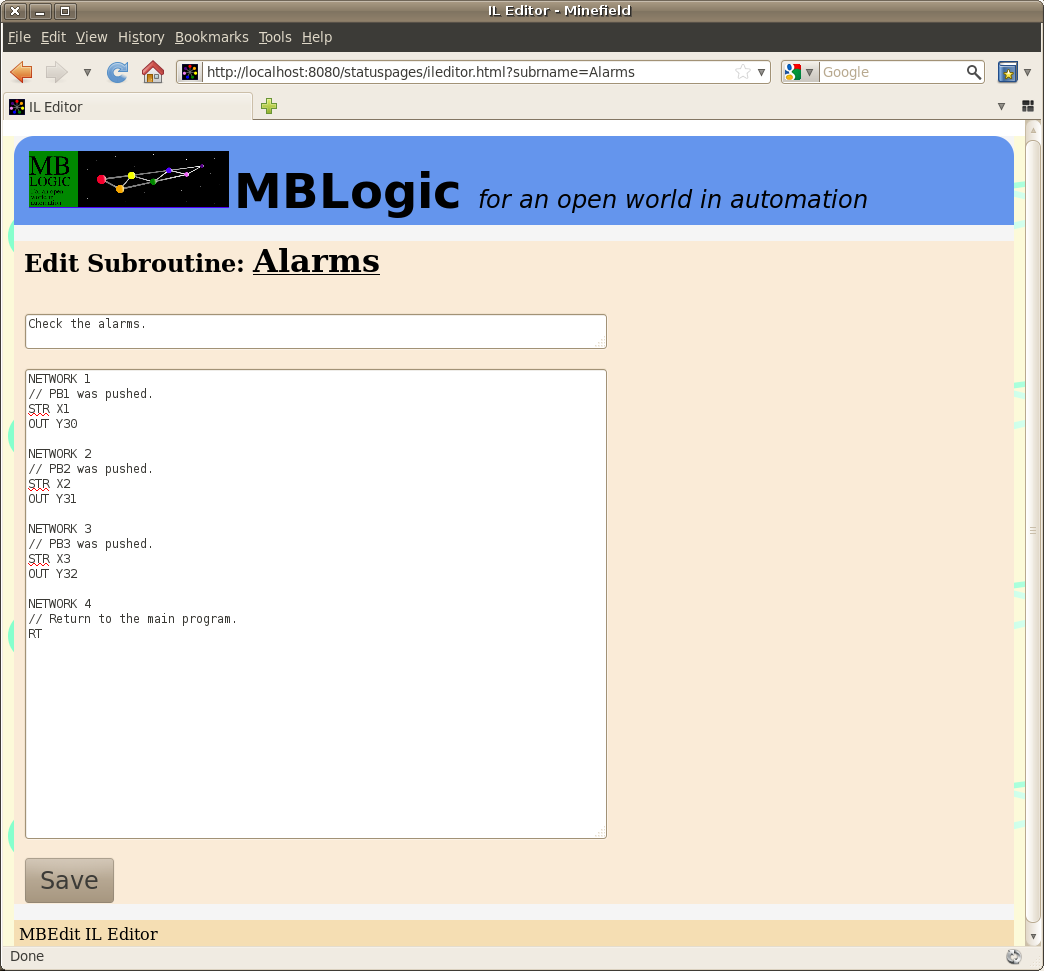 IL Editor - Minefield
File Edit View History Bookmarks Tools Help
http://localhost:8080/statuspages/ileditor.html?subrname=Alarms
Google
IL Editor
MB
LOGIC
MBLogic for an open world in automation
Edit Subroutine: Alarms
Check the alarms.
NETWORK 1
// PB1 was pushed.
STR X1
OUT Y30
NETWORK 2
// PB2 was pushed.
STR X2
OUT Y31
NETWORK 3
// PB3 was pushed.
STR X3
OUT Y32
NETWORK 4
// Return to the main program.
RT
Save
MBEdit IL Editor
Done